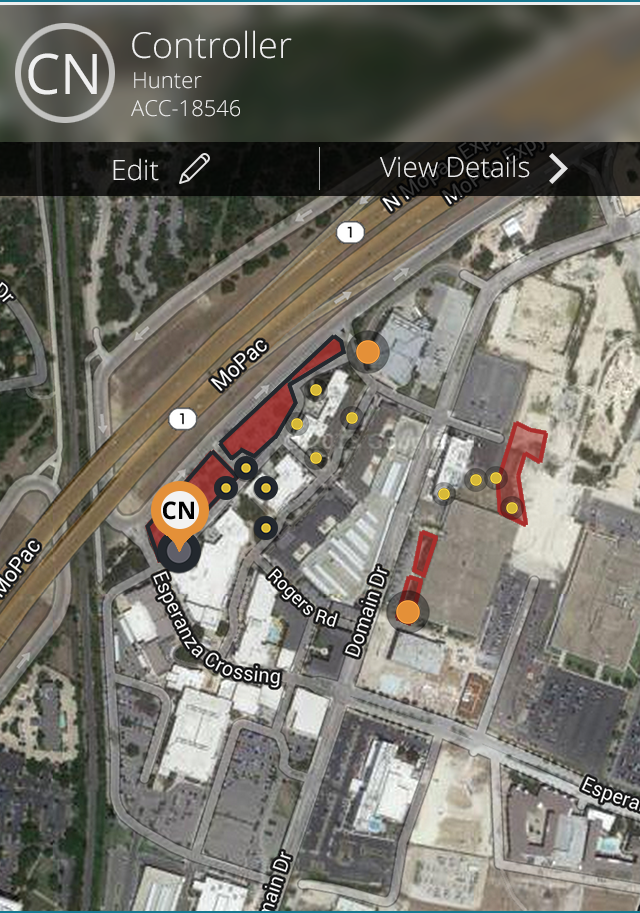 CN
Controller
Hunter
ACC-18546
Edit
View Details
N MoPac Expy
MoPac Expy
1
Dr
MoPac
1
CN
MoPac
Rogers Rd
Domain Dr
Esperanza Crossing
Espera
main Dr